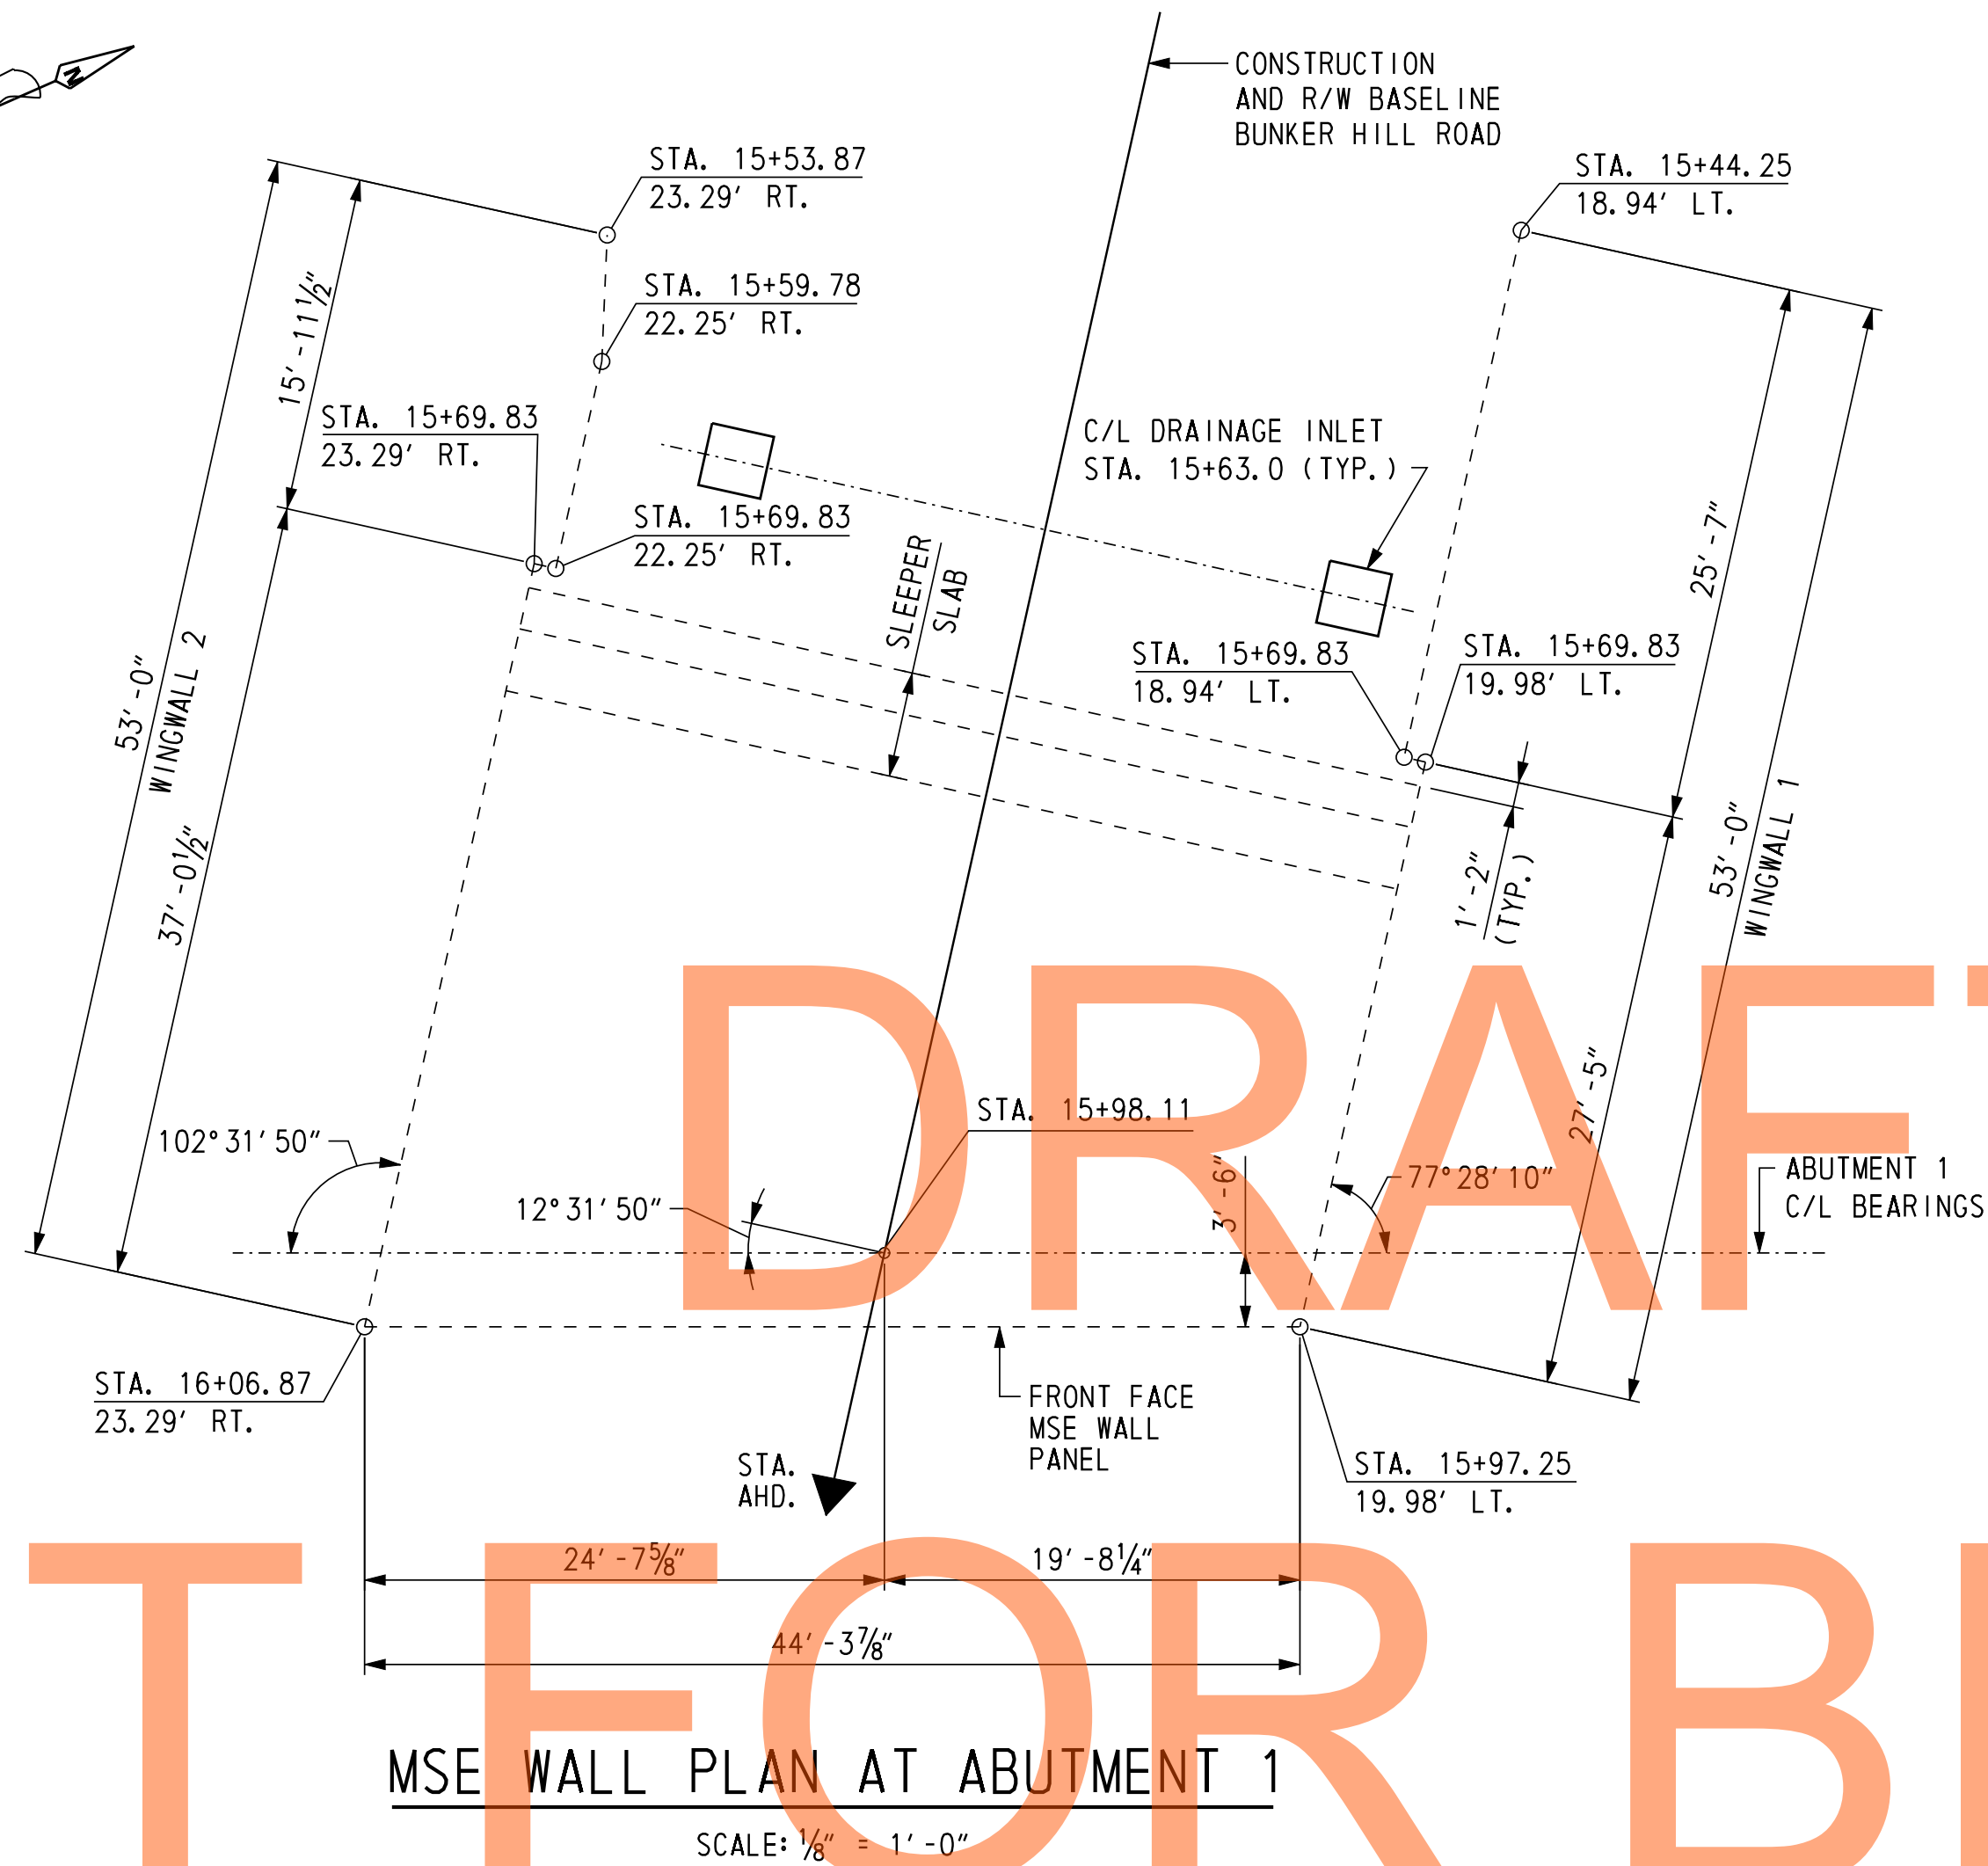 N
CONSTRUCTION
AND R/W BASELINE
BUNKER HILL ROAD
STA. 15+53.87
23.29' RT.
STA. 15+44.25
18.94' LT.
STA. 15+59.78
22.25' RT.
15'-11½"
STA. 15+69.83
23.29' RT.
C/L DRAINAGE INLET
STA. 15+63.0 (TYP.)
STA. 15+69.83
22.25' RT.
25'-7"
SLEEPER
SLAB
STA. 15+69.83
18.94' LT.
STA. 15+69.83
19.98' LT.
53'-0"
WINGWALL 2
37'-0½"
1'-2"
(TYP.)
53'-0"
WINGWALL 1
DRAFT
27'-5"
STA. 15+98.11
102°31'50"
12°31'50"
3'-6"
77°28'10"
ABUTMENT 1
C/L BEARINGS
STA. 16+06.87
23.29' RT.
FRONT FACE
MSE WALL
PANEL
STA.
AHD.
STA. 15+97.25
19.98' LT.
24'-7⅝"
19'-8¼"
44'-3⅞"
T FOR BI
MSE WALL PLAN AT ABUTMENT 1
SCALE: ⅛" = 1'-0"